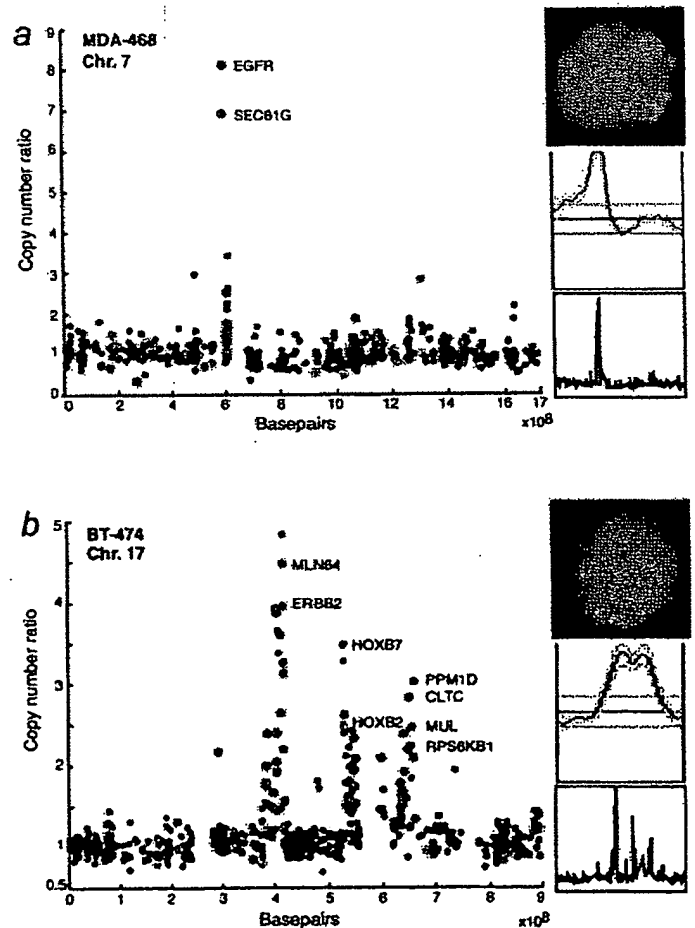 a
MDA-468
Chr. 7
9
8
7
6
5
4
3
2
1
0
Copy number ratio
EGFR
SEC61G
0 2 4 6 8 10 12 14 16 17
Basepairs
x10⁸
b
BT-474
Chr. 17
5
4
3
2
1
0.5
Copy number ratio
MLN64
ERBB2
HOXB7
PPM1D
CLTC
HOXB2
MUL
RPS6KB1
0 1 2 3 4 5 6 7 8 9
Basepairs
x10⁸